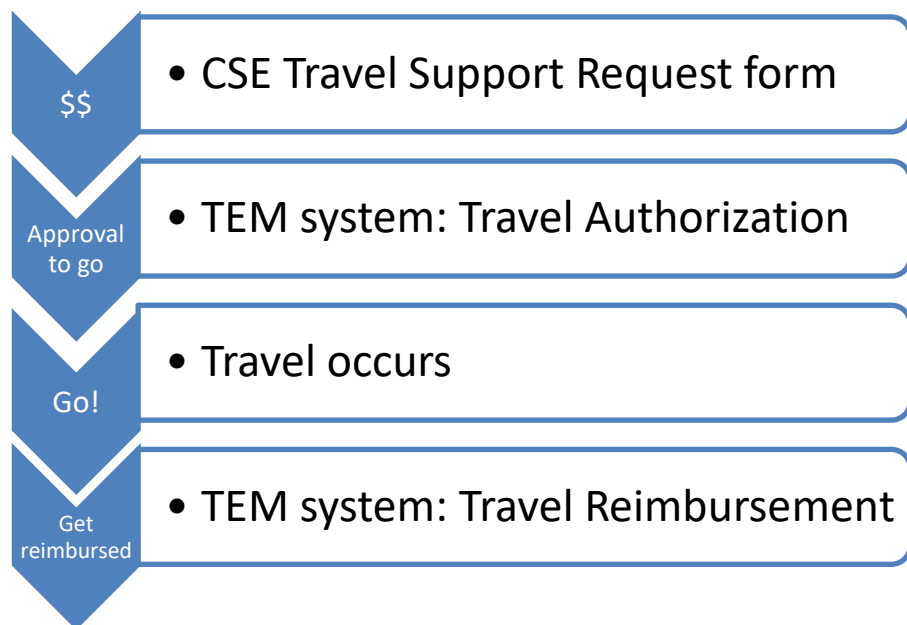 $$
• CSE Travel Support Request form
Approval
to go
• TEM system: Travel Authorization
Go!
• Travel occurs
Get
reimbursed
• TEM system: Travel Reimbursement